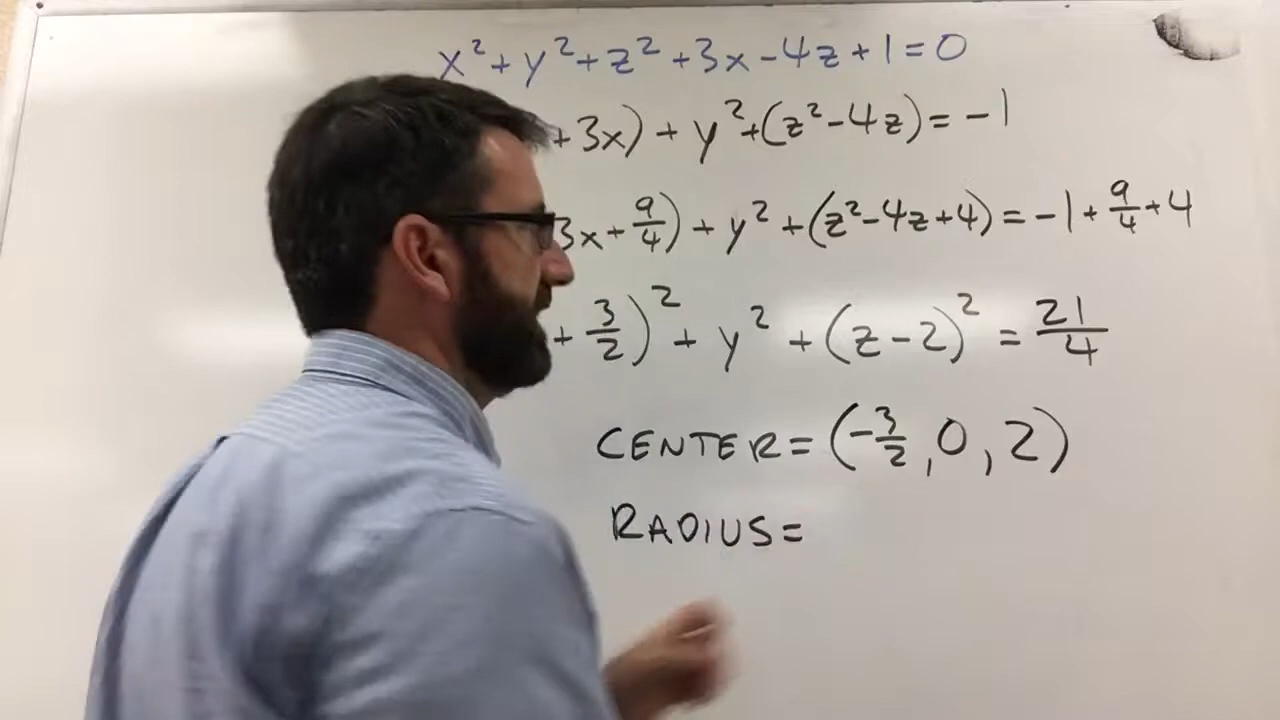 x²+y²+z²+3x-4z+1=0
+3x)+y²+(z²-4z)=-1
3x+9/4)+y²+(z²-4z+4)=-1+9/4+4
+3/2)²+y²+(z-2)²=21/4
CENTER=(-3/2,0,2)
RADIUS=